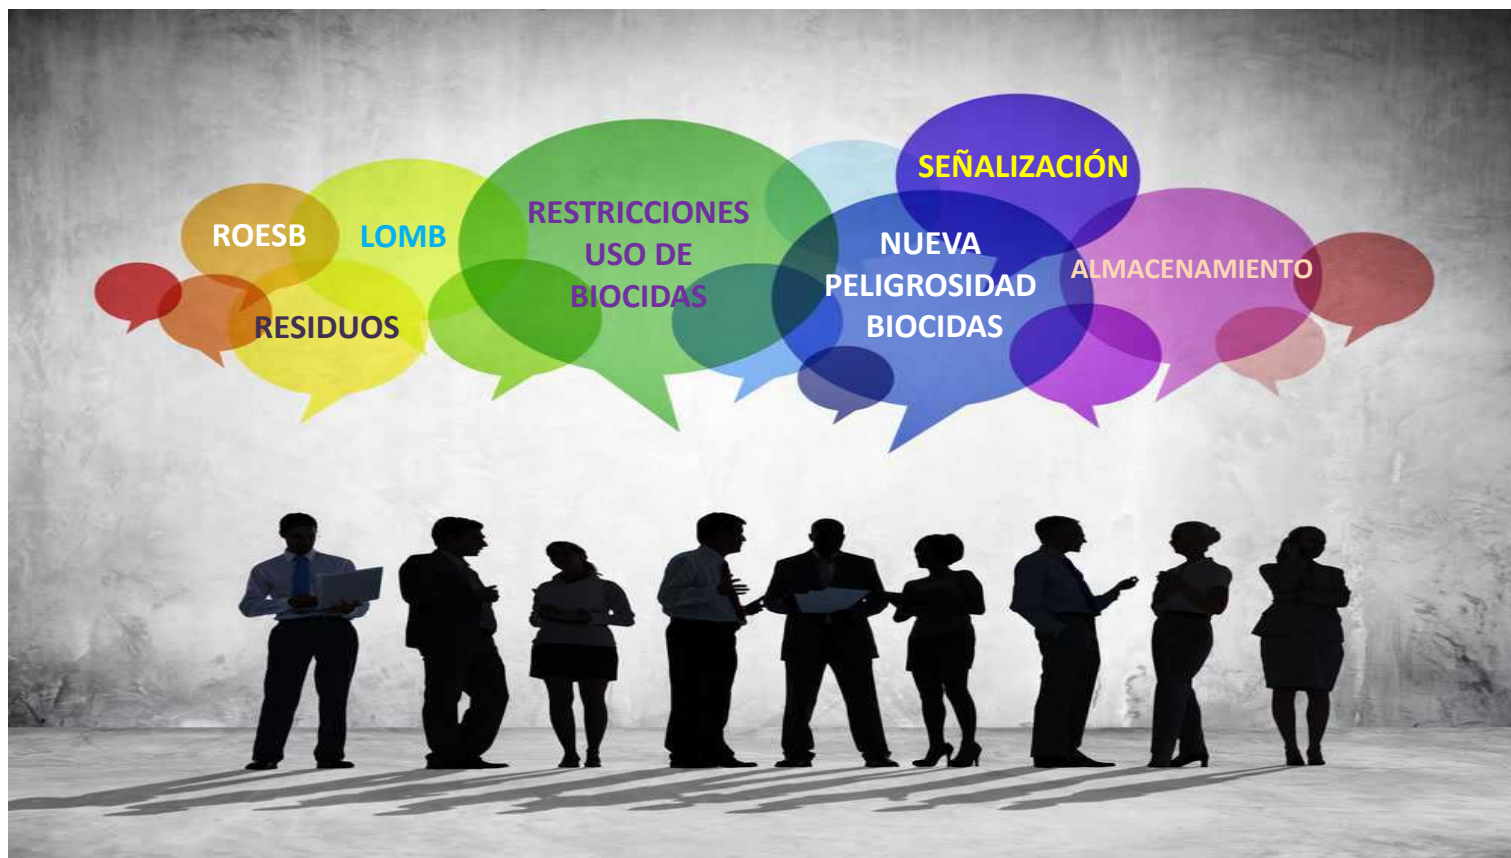 ROESB
LOMB
RESIDUOS
RESTRICCIONES
USO DE
BIOCIDAS
SEÑALIZACIÓN
NUEVA
PELIGROSIDAD
BIOCIDAS
ALMACENAMIENTO